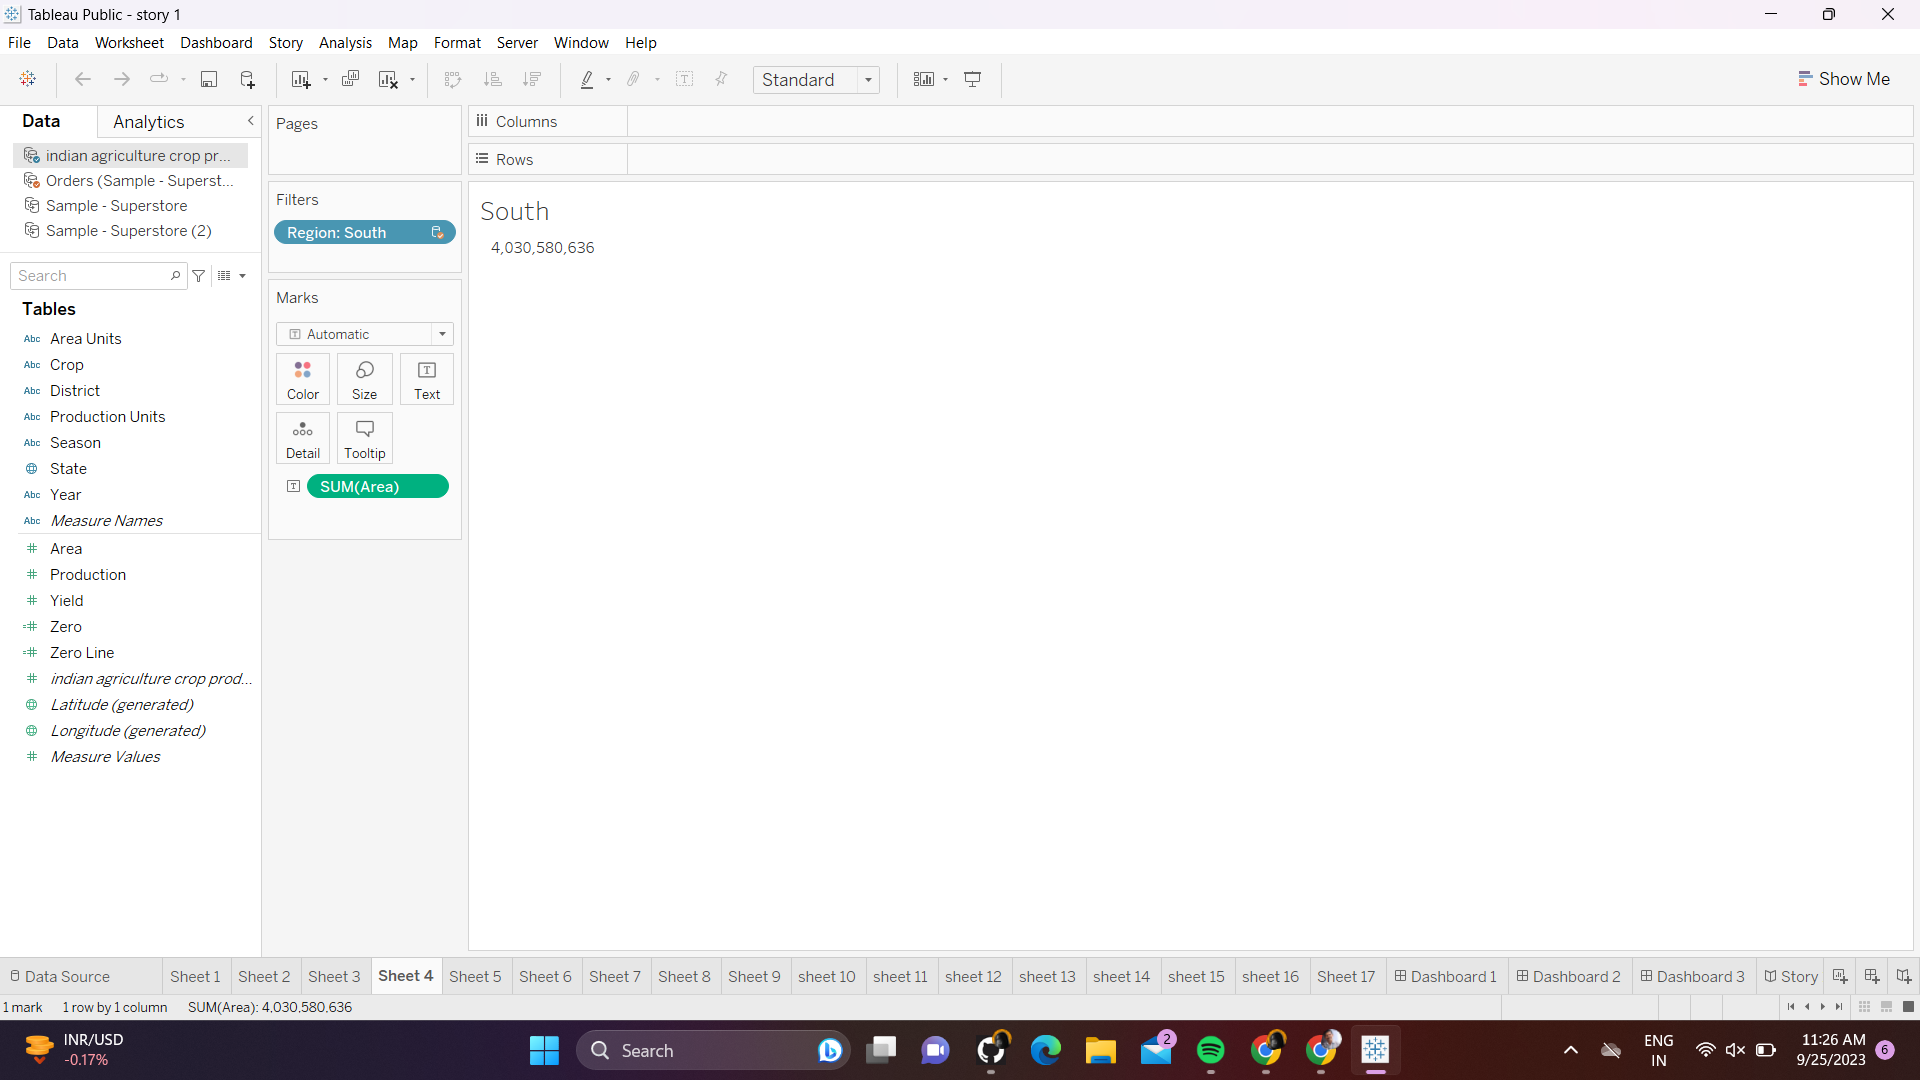 Tableau Public - story 1
File Data Worksheet Dashboard Story Analysis Map Format Server Window Help
Standard
Show Me
Data Analytics
indian agriculture crop pr...
Orders (Sample - Superst...
Sample - Superstore
Sample - Superstore (2)
Search
Tables
Abc Area Units
Abc Crop
Abc District
Abc Production Units
Abc Season
State
Abc Year
Abc Measure Names
# Area
# Production
# Yield
=# Zero
=# Zero Line
# indian agriculture crop prod...
Latitude (generated)
Longitude (generated)
# Measure Values
Pages
Filters
Region: South
Marks
T Automatic
Color Size T Text
Detail Tooltip
T SUM(Area)
Columns
Rows
South
4,030,580,636
Data Source Sheet 1 Sheet 2 Sheet 3 Sheet 4 Sheet 5 Sheet 6 Sheet 7 Sheet 8 Sheet 9 sheet 10 sheet 11 sheet 12 sheet 13 sheet 14 sheet 15 sheet 16 Sheet 17 Dashboard 1 Dashboard 2 Dashboard 3 Story
1 mark 1 row by 1 column SUM(Area): 4,030,580,636
INR/USD
-0.17%
Search
2
ENG
IN
11:26 AM
9/25/2023
6